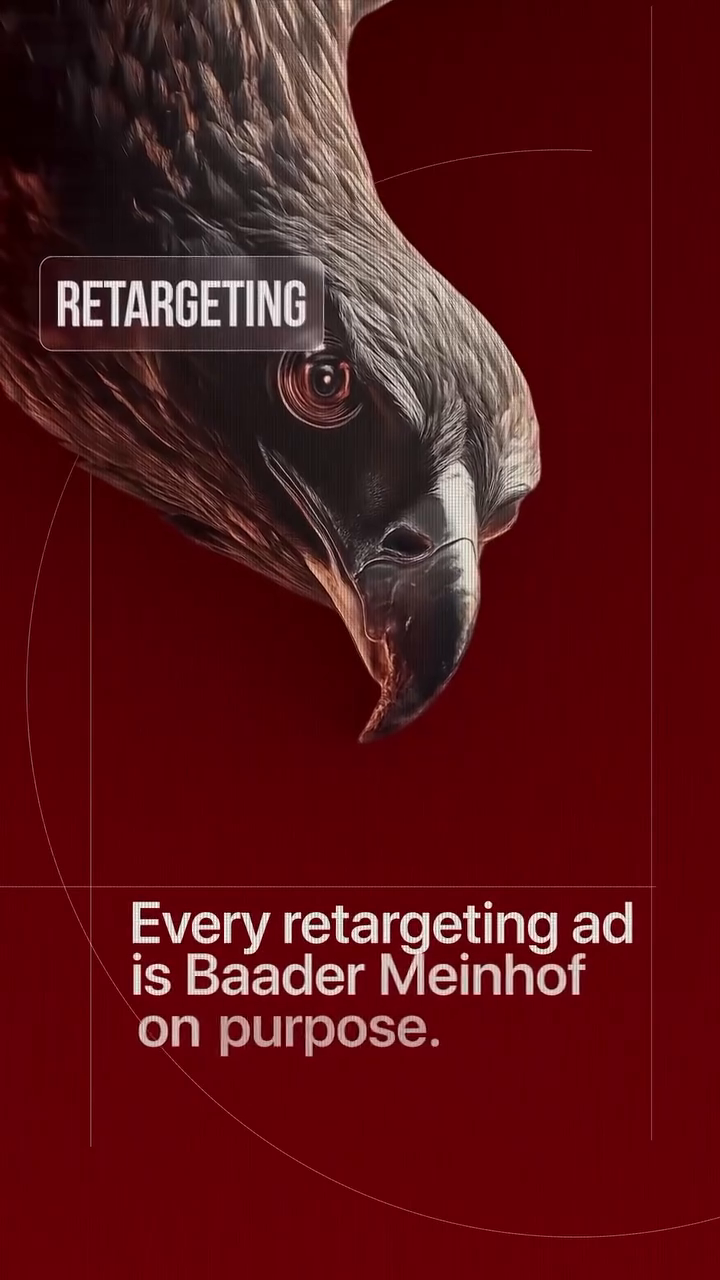 RETARGETING
Every retargeting ad
is Baader Meinhof
on purpose.